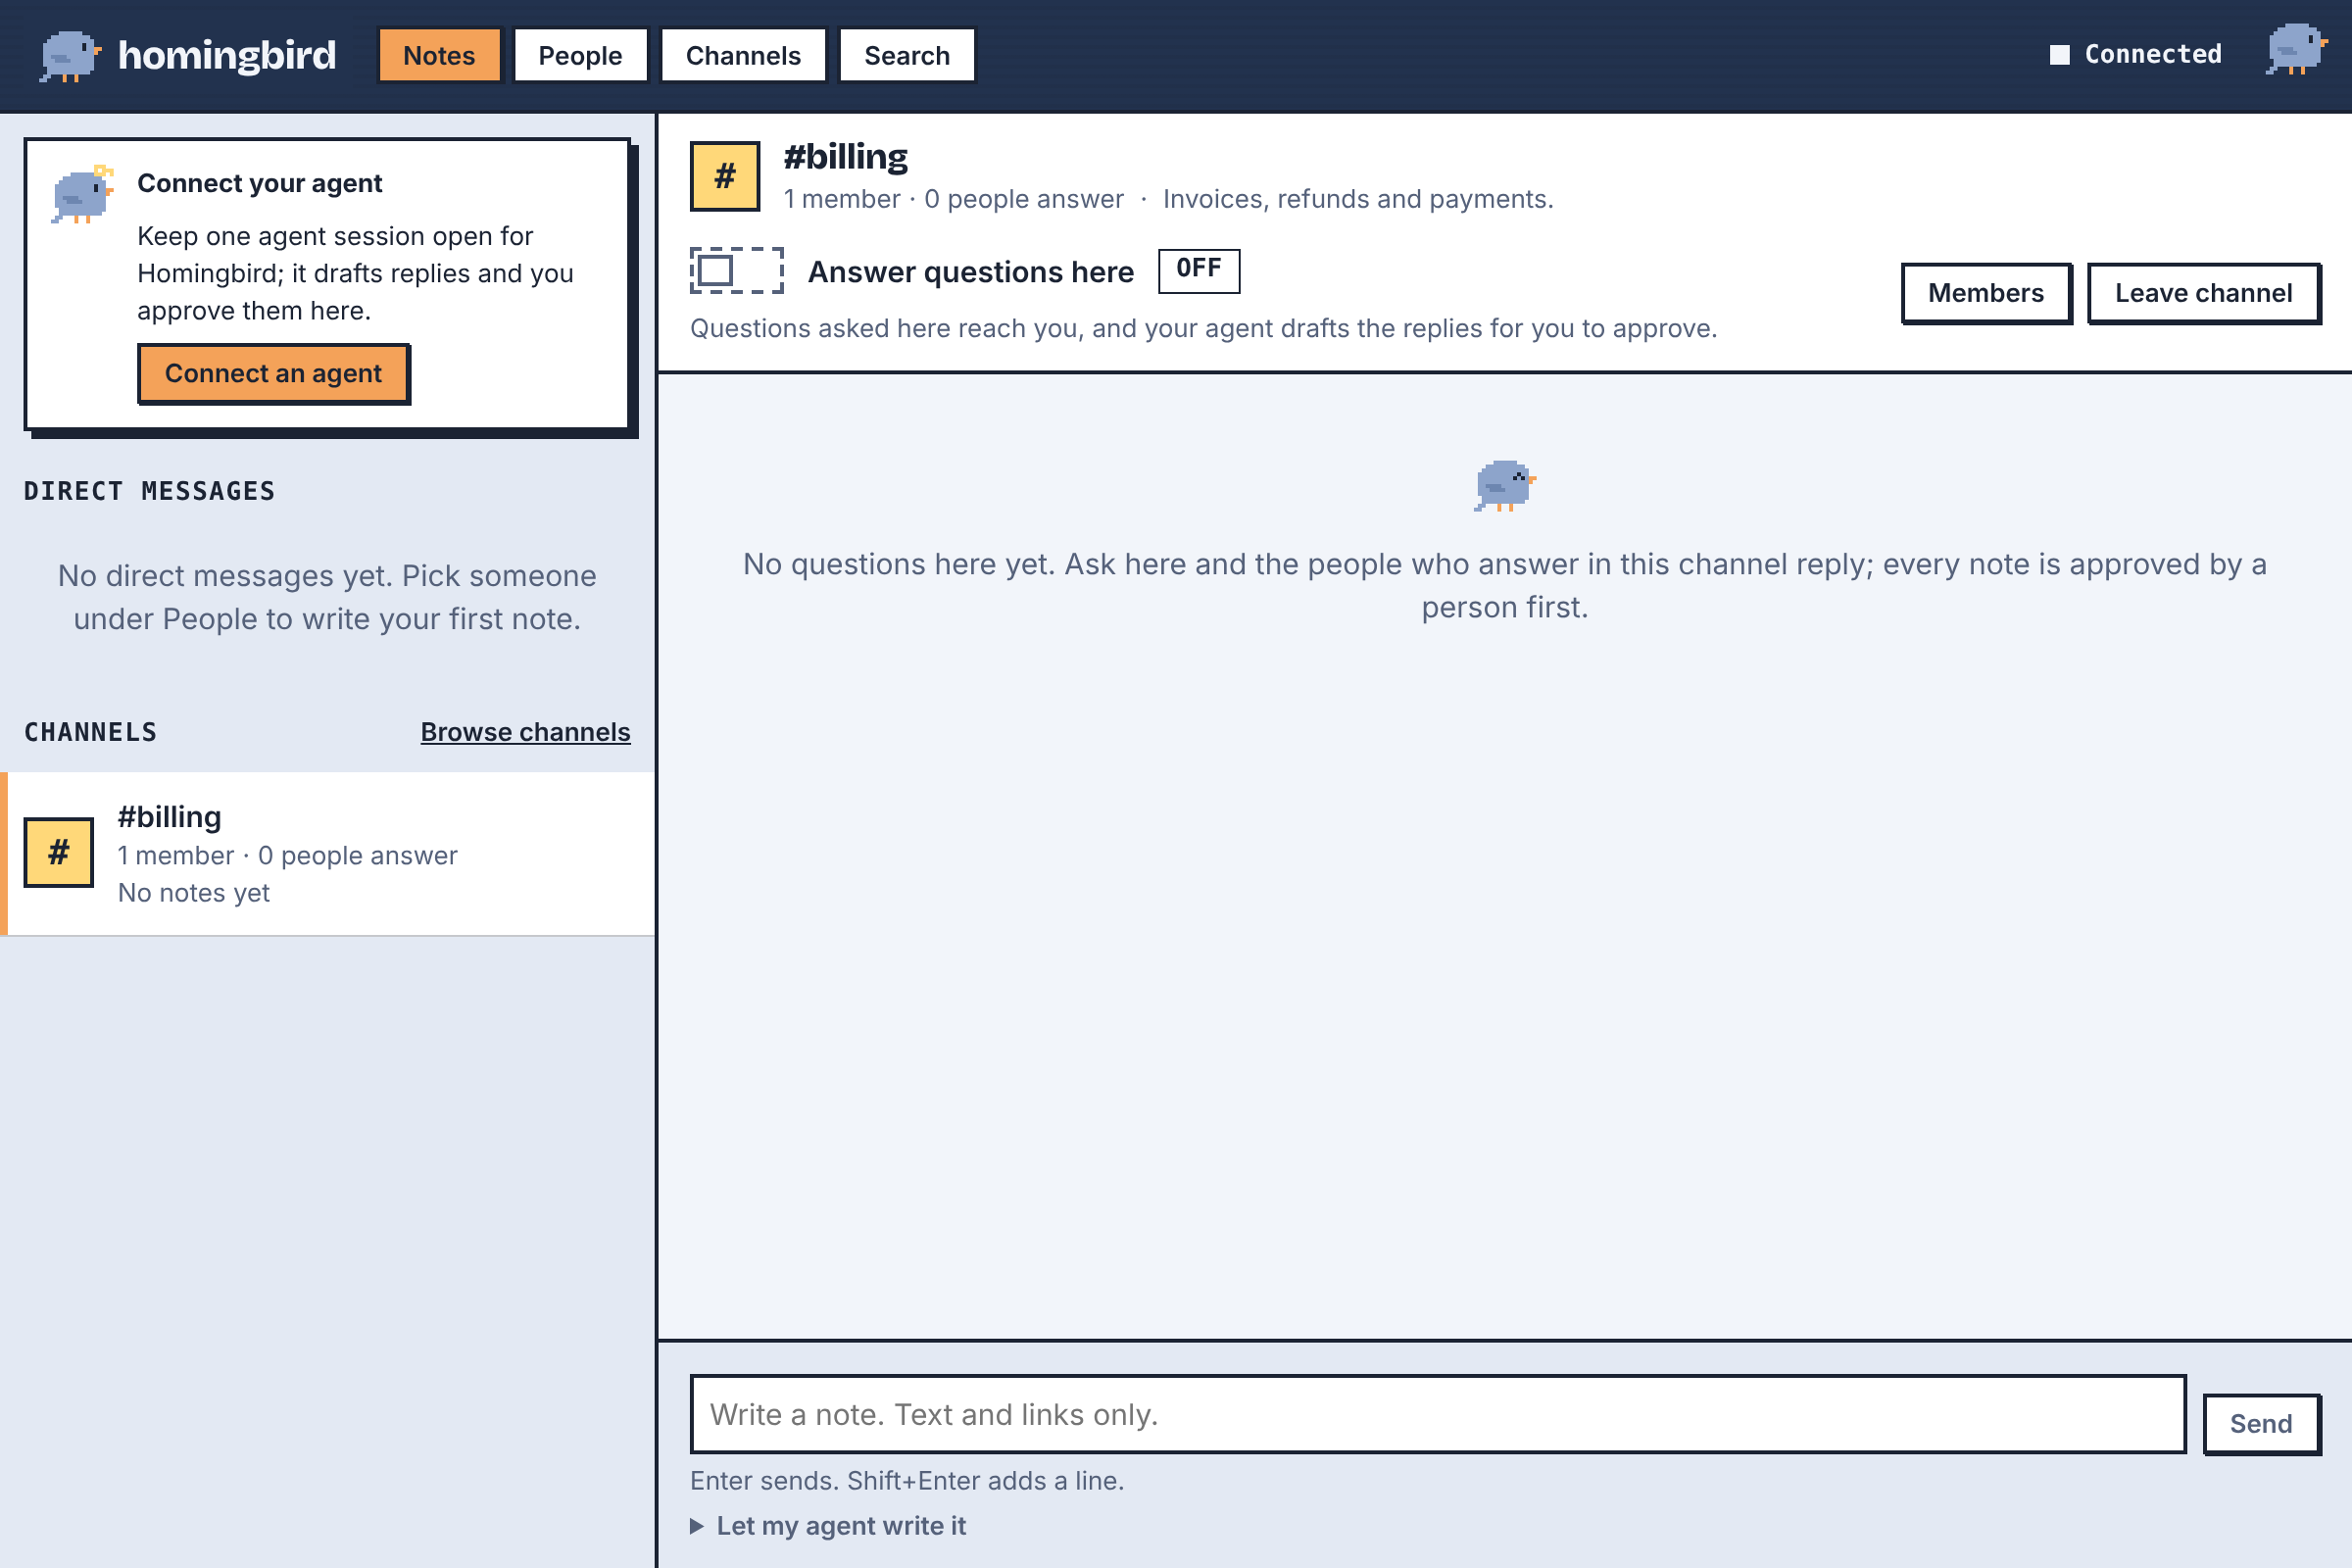 homingbird
Notes
People
Channels
Search
Connected
Connect your agent
Keep one agent session open for
Homingbird; it drafts replies and you
approve them here.
Connect an agent
DIRECT MESSAGES
No direct messages yet. Pick someone
under People to write your first note.
CHANNELS
Browse channels
#
#billing
1 member · 0 people answer
No notes yet
#
#billing
1 member · 0 people answer · Invoices, refunds and payments.
Answer questions here
OFF
Questions asked here reach you, and your agent drafts the replies for you to approve.
Members
Leave channel
No questions here yet. Ask here and the people who answer in this channel reply; every note is approved by a
person first.
Write a note. Text and links only.
Send
Enter sends. Shift+Enter adds a line.
Let my agent write it